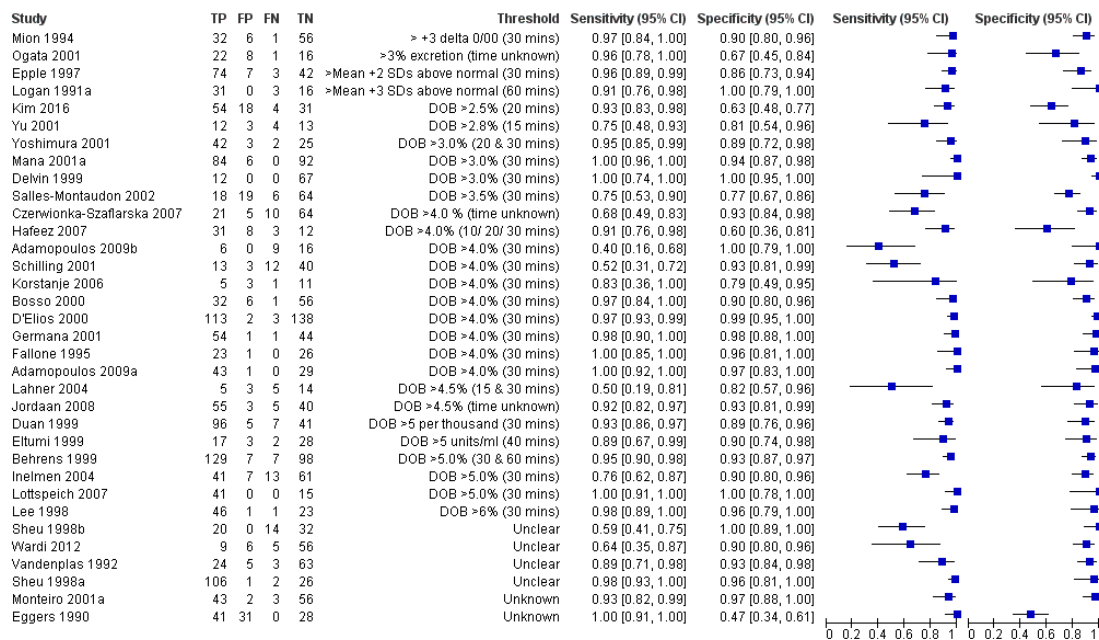 Study TP FP FN TN Threshold Sensitivity (95% CI) Specificity (95% CI) Sensitivity (95% CI) Specificity (95% CI)
Mion 1994 32 6 1 56 > +3 delta 0/00 (30 mins) 0.97 [0.84, 1.00] 0.90 [0.80, 0.96]
Ogata 2001 22 8 1 16 >3% excretion (time unknown) 0.96 [0.78, 1.00] 0.67 [0.45, 0.84]
Epple 1997 74 7 3 42 >Mean +2 SDs above normal (30 mins) 0.96 [0.89, 0.99] 0.86 [0.73, 0.94]
Logan 1991a 31 0 3 16 >Mean +3 SDs above normal (60 mins) 0.91 [0.76, 0.98] 1.00 [0.79, 1.00]
Kim 2016 54 18 4 31 DOB >2.5% (20 mins) 0.93 [0.83, 0.98] 0.63 [0.48, 0.77]
Yu 2001 12 3 4 13 DOB >2.8% (15 mins) 0.75 [0.48, 0.93] 0.81 [0.54, 0.96]
Yoshimura 2001 42 3 2 25 DOB >3.0% (20 & 30 mins) 0.95 [0.85, 0.99] 0.89 [0.72, 0.98]
Mana 2001a 84 6 0 92 DOB >3.0% (30 mins) 1.00 [0.96, 1.00] 0.94 [0.87, 0.98]
Delvin 1999 12 0 0 67 DOB >3.0% (30 mins) 1.00 [0.74, 1.00] 1.00 [0.95, 1.00]
Salles-Montaudon 2002 18 19 6 64 DOB >3.5% (30 mins) 0.75 [0.53, 0.90] 0.77 [0.67, 0.86]
Czerwionka-Szaflarska 2007 21 5 10 64 DOB >4.0 % (time unknown) 0.68 [0.49, 0.83] 0.93 [0.84, 0.98]
Hafeez 2007 31 8 3 12 DOB >4.0% (10/ 20/ 30 mins) 0.91 [0.76, 0.98] 0.60 [0.36, 0.81]
Adamopoulos 2009b 6 0 9 16 DOB >4.0% (30 mins) 0.40 [0.16, 0.68] 1.00 [0.79, 1.00]
Schilling 2001 13 3 12 40 DOB >4.0% (30 mins) 0.52 [0.31, 0.72] 0.93 [0.81, 0.99]
Korstanje 2006 5 3 1 11 DOB >4.0% (30 mins) 0.83 [0.36, 1.00] 0.79 [0.49, 0.95]
Bosso 2000 32 6 1 56 DOB >4.0% (30 mins) 0.97 [0.84, 1.00] 0.90 [0.80, 0.96]
D'Elios 2000 113 2 3 138 DOB >4.0% (30 mins) 0.97 [0.93, 0.99] 0.99 [0.95, 1.00]
Germana 2001 54 1 1 44 DOB >4.0% (30 mins) 0.98 [0.90, 1.00] 0.98 [0.88, 1.00]
Fallone 1995 23 1 0 26 DOB >4.0% (30 mins) 1.00 [0.85, 1.00] 0.96 [0.81, 1.00]
Adamopoulos 2009a 43 1 0 29 DOB >4.0% (30 mins) 1.00 [0.92, 1.00] 0.97 [0.83, 1.00]
Lahner 2004 5 3 5 14 DOB >4.5% (15 & 30 mins) 0.50 [0.19, 0.81] 0.82 [0.57, 0.96]
Jordaan 2008 55 3 5 40 DOB >4.5% (time unknown) 0.92 [0.82, 0.97] 0.93 [0.81, 0.99]
Duan 1999 96 5 7 41 DOB >5 per thousand (30 mins) 0.93 [0.86, 0.97] 0.89 [0.76, 0.96]
Eltumi 1999 17 3 2 28 DOB >5 units/ml (40 mins) 0.89 [0.67, 0.99] 0.90 [0.74, 0.98]
Behrens 1999 129 7 7 98 DOB >5.0% (30 & 60 mins) 0.95 [0.90, 0.98] 0.93 [0.87, 0.97]
Inelmen 2004 41 7 13 61 DOB >5.0% (30 mins) 0.76 [0.62, 0.87] 0.90 [0.80, 0.96]
Lottspeich 2007 41 0 0 15 DOB >5.0% (30 mins) 1.00 [0.91, 1.00] 1.00 [0.78, 1.00]
Lee 1998 46 1 1 23 DOB >6% (30 mins) 0.98 [0.89, 1.00] 0.96 [0.79, 1.00]
Sheu 1998b 20 0 14 32 Unclear 0.59 [0.41, 0.75] 1.00 [0.89, 1.00]
Wardi 2012 9 6 5 56 Unclear 0.64 [0.35, 0.87] 0.90 [0.80, 0.96]
Vandenplas 1992 24 5 3 63 Unclear 0.89 [0.71, 0.98] 0.93 [0.84, 0.98]
Sheu 1998a 106 1 2 26 Unclear 0.98 [0.93, 1.00] 0.96 [0.81, 1.00]
Monteiro 2001a 43 2 3 56 Unknown 0.93 [0.82, 0.99] 0.97 [0.88, 1.00]
Eggers 1990 41 31 0 28 Unknown 1.00 [0.91, 1.00] 0.47 [0.34, 0.61]
0 0.2 0.4 0.6 0.8 1 0 0.2 0.4 0.6 0.8 1